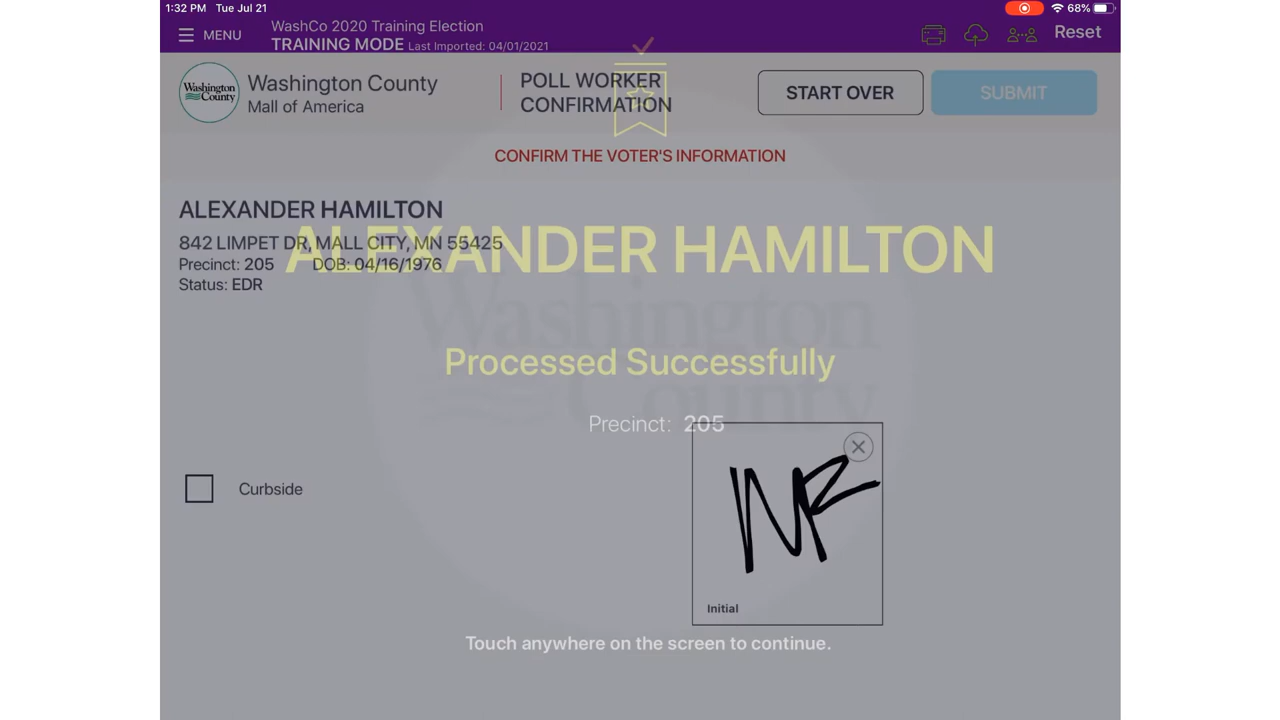 1:32 PM Tue Jul 21 68%
MENU
WashCo 2020 Training Election
TRAINING MODE Last Imported: 04/01/2021
Reset
Washington County
Washington County
Mall of America
POLL WORKER
CONFIRMATION
START OVER
SUBMIT
CONFIRM THE VOTER'S INFORMATION
ALEXANDER HAMILTON
842 LIMPET DR, MALL CITY, MN 55425
Precinct: 205 DOB: 04/16/1976
Status: EDR
ALEXANDER HAMILTON
Washington
County
Processed Successfully
Precinct: 205
Curbside
Initial
Touch anywhere on the screen to continue.